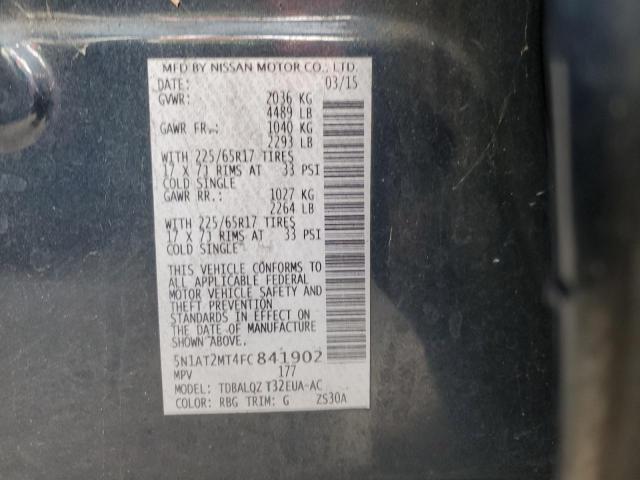 MFD BY NISSAN MOTOR CO., LTD.
DATE: 03/15
GVWR: 2036 KG
4489 LB
GAWR FR.: 1040 KG
2293 LB
WITH 225/65R17 TIRES
17 X 7J RIMS AT 33 PSI
COLD SINGLE
GAWR RR.: 1027 KG
2264 LB
WITH 225/65R17 TIRES
17 X 7J RIMS AT 33 PSI
COLD SINGLE
THIS VEHICLE CONFORMS TO
ALL APPLICABLE FEDERAL
MOTOR VEHICLE SAFETY AND
THEFT PREVENTION
STANDARDS IN EFFECT ON
THE DATE OF MANUFACTURE
SHOWN ABOVE.
5N1AT2MT4FC841902
MPV 177
MODEL: TDBALQZ T32EUA-AC
COLOR: RBG TRIM: G ZS30A